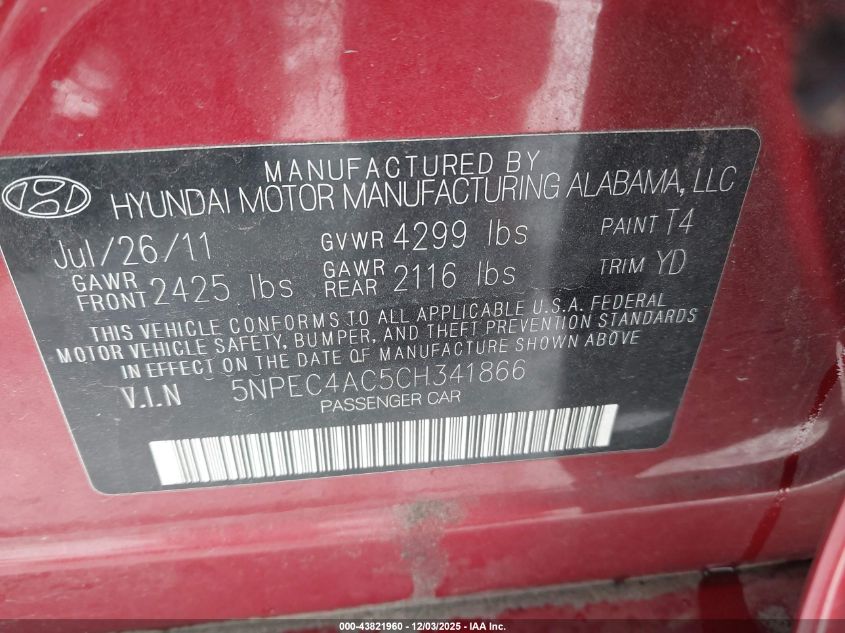 MANUFACTURED BY
HYUNDAI MOTOR MANUFACTURING ALABAMA, LLC
Jul/26/11 GVWR 4299 lbs PAINT T4
GAWR FRONT 2425 lbs GAWR REAR 2116 lbs TRIM YD
THIS VEHICLE CONFORMS TO ALL APPLICABLE U.S.A. FEDERAL
MOTOR VEHICLE SAFETY, BUMPER, AND THEFT PREVENTION STANDARDS
IN EFFECT ON THE DATE OF MANUFACTURE SHOWN ABOVE
V.I.N 5NPEC4AC5CH341866
PASSENGER CAR
000-43821960 - 12/03/2025 - IAA Inc.